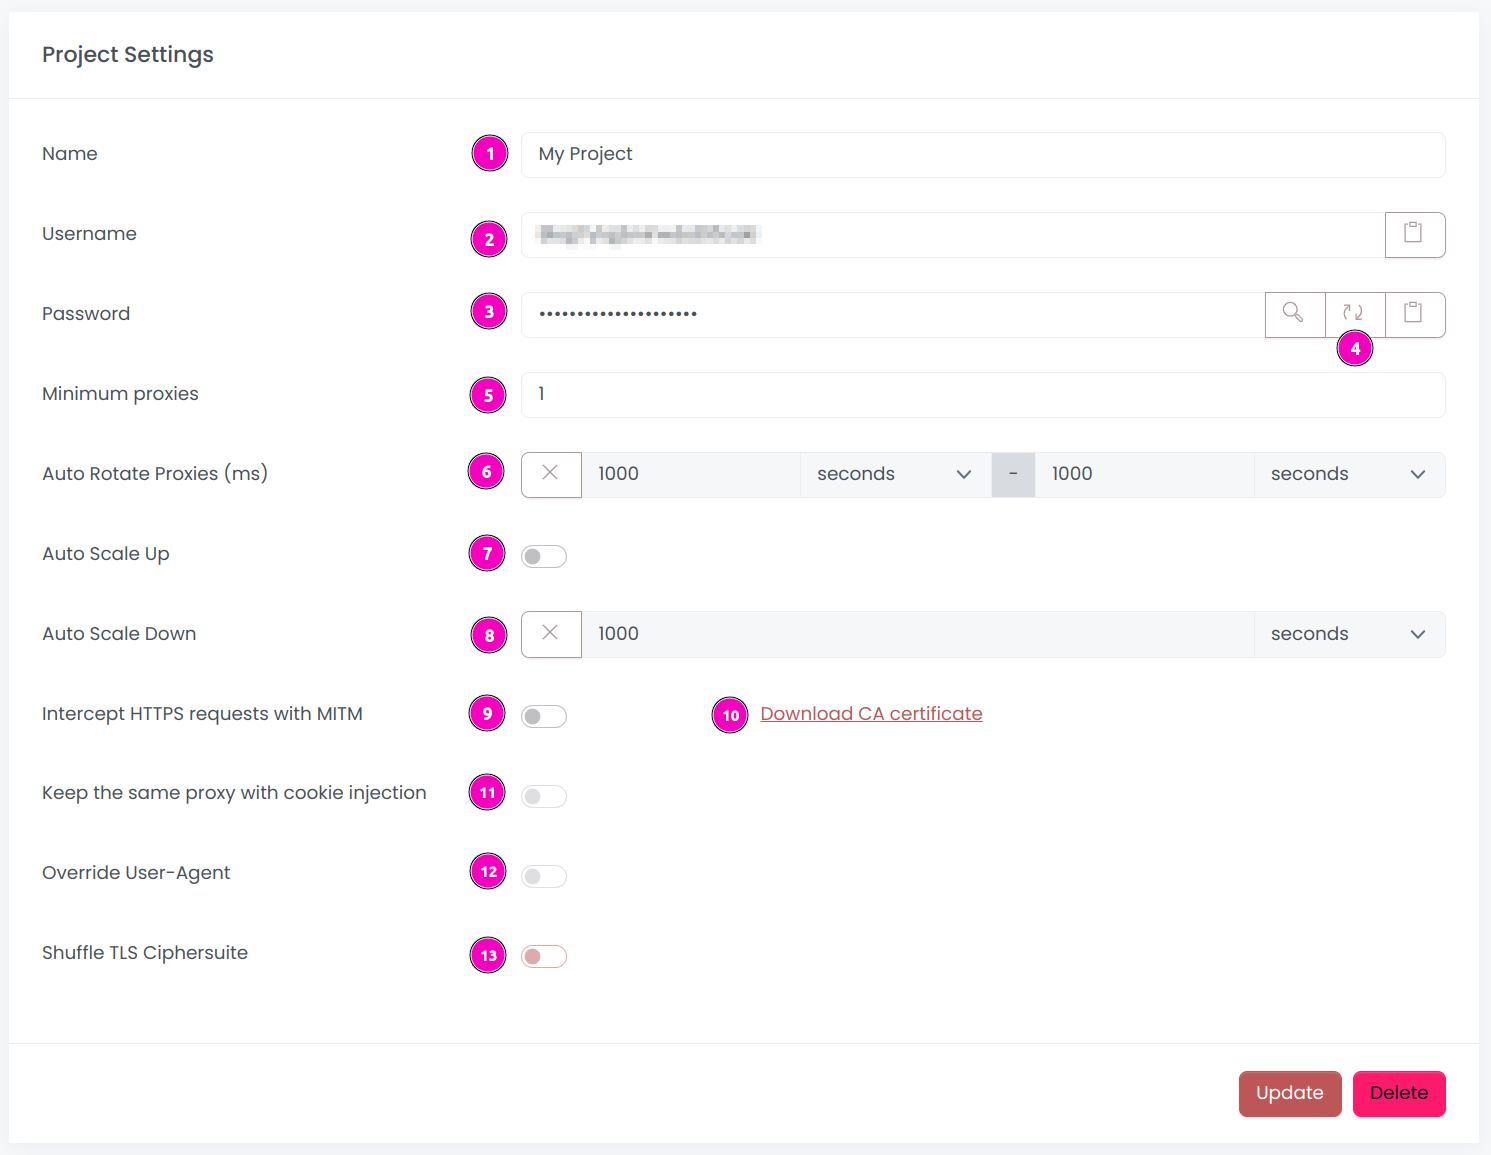 Project Settings
Name 1 My Project
Username 2
Password 3 •••••••••••••••••••••
4
Minimum proxies 5 1
Auto Rotate Proxies (ms) 6 1000 seconds - 1000 seconds
Auto Scale Up 7
Auto Scale Down 8 1000 seconds
Intercept HTTPS requests with MITM 9 10 Download CA certificate
Keep the same proxy with cookie injection 11
Override User-Agent 12
Shuffle TLS Ciphersuite 13
Update Delete